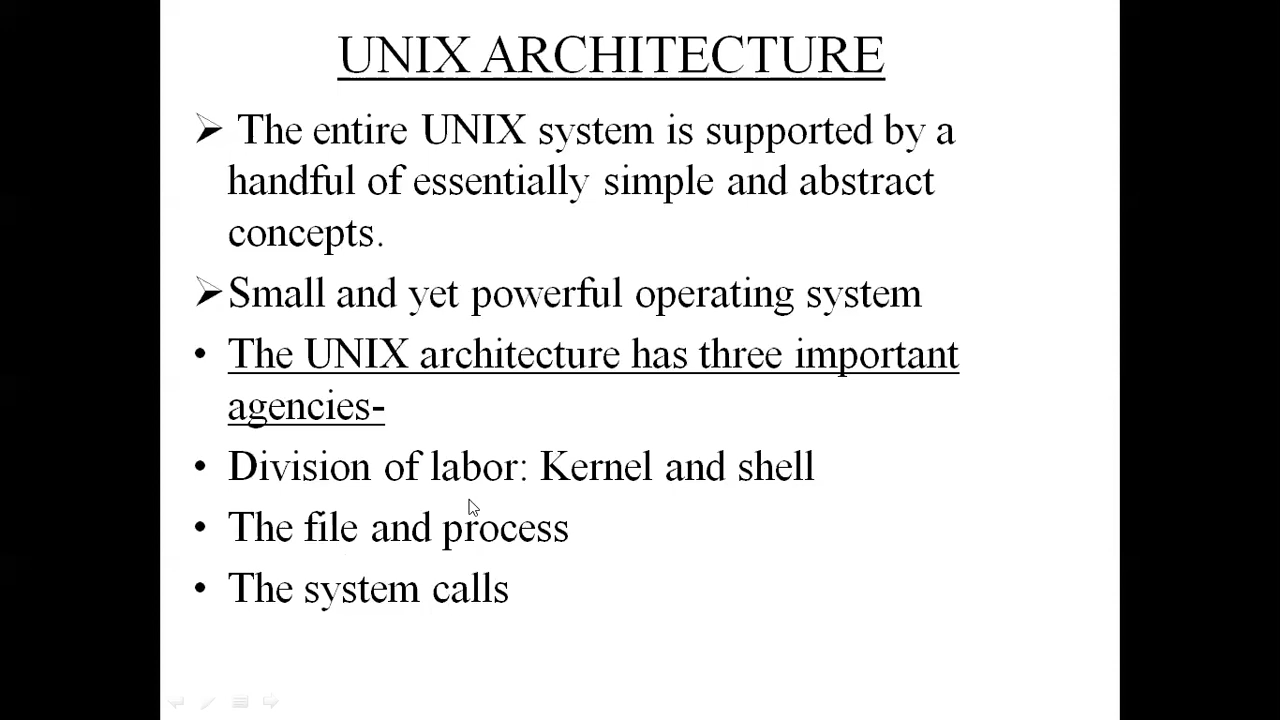 UNIX ARCHITECTURE
➢ The entire UNIX system is supported by a
handful of essentially simple and abstract
concepts.
➢Small and yet powerful operating system
• The UNIX architecture has three important
agencies-
• Division of labor: Kernel and shell
• The file and process
• The system calls